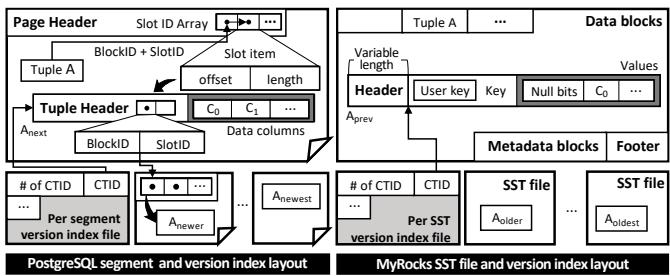 Page Header
Slot ID Array
...
BlockID + SlotID
Slot item
Tuple A
offset
length
Tuple Header
C0
C1
...
Anext
Data columns
BlockID
SlotID
# of CTID
CTID
...
Per segment
version index file
...
Anewer
...
Anewest
PostgreSQL segment and version index layout
Tuple A
...
Data blocks
Variable
length
Values
Header
User key
Key
Null bits
C0
...
Aprev
Metadata blocks
Footer
# of CTID
CTID
...
Per SST
version index file
SST file
Aolder
...
SST file
Aoldest
MyRocks SST file and version index layout